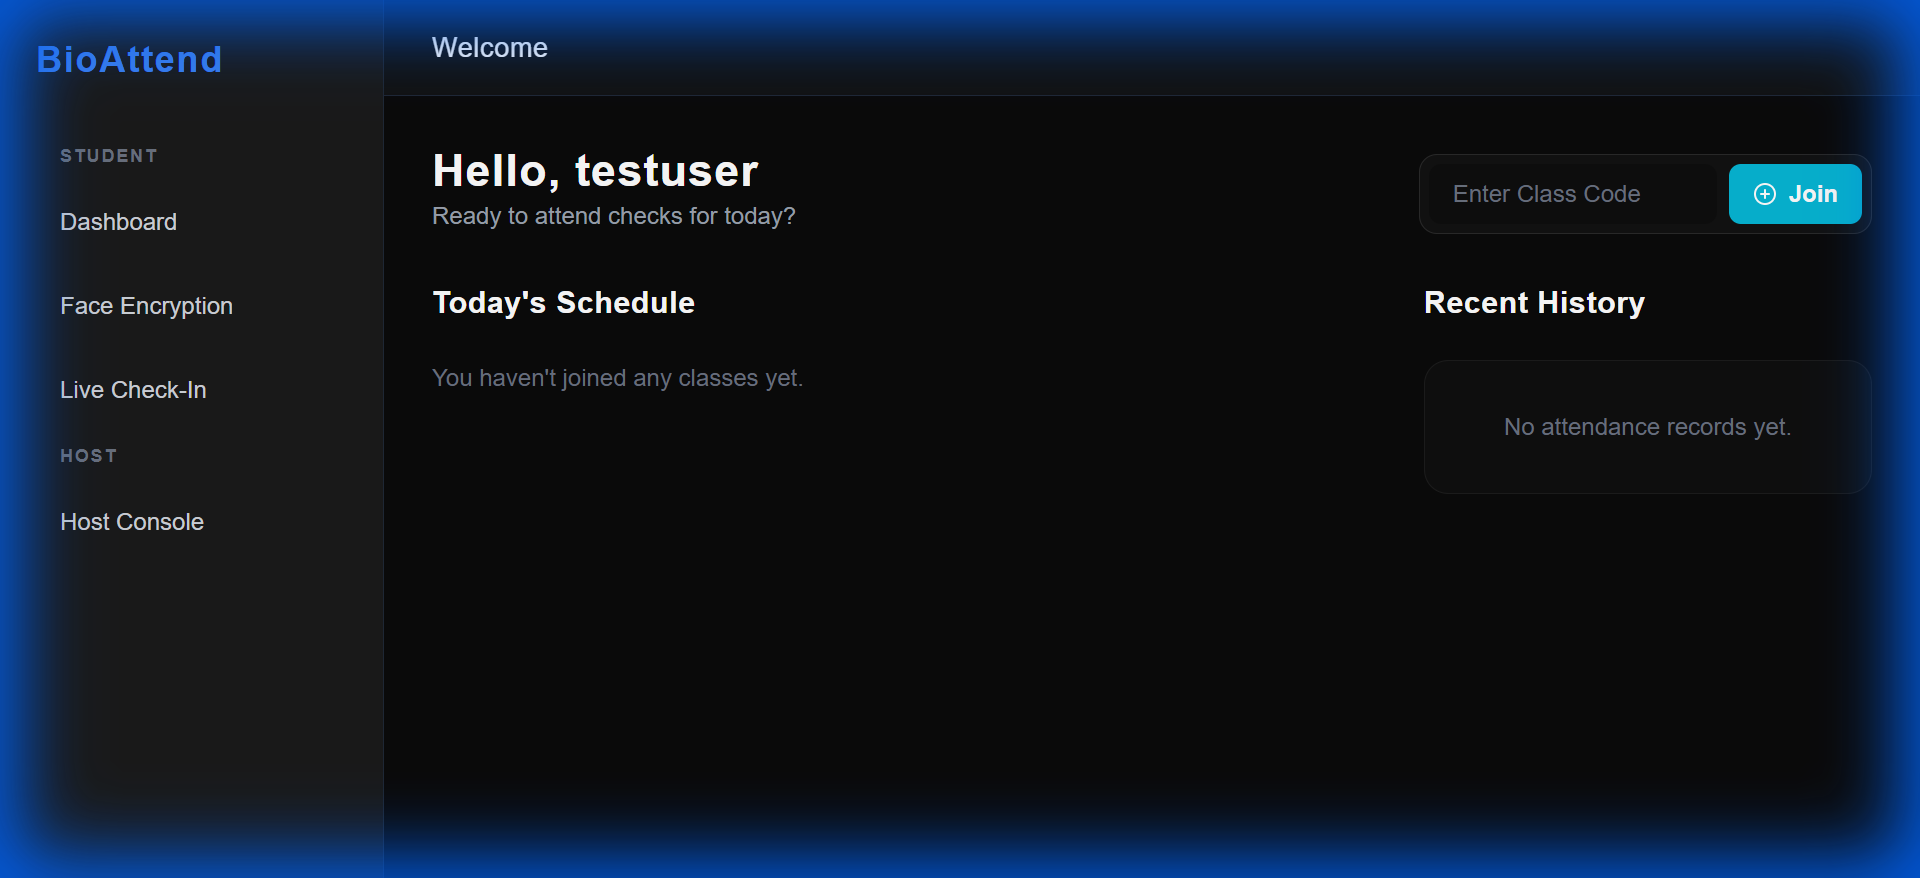 BioAttend
STUDENT
Dashboard
Face Encryption
Live Check-In
HOST
Host Console
Welcome
Hello, testuser
Ready to attend checks for today?
Enter Class Code
Join
Today's Schedule
You haven't joined any classes yet.
Recent History
No attendance records yet.